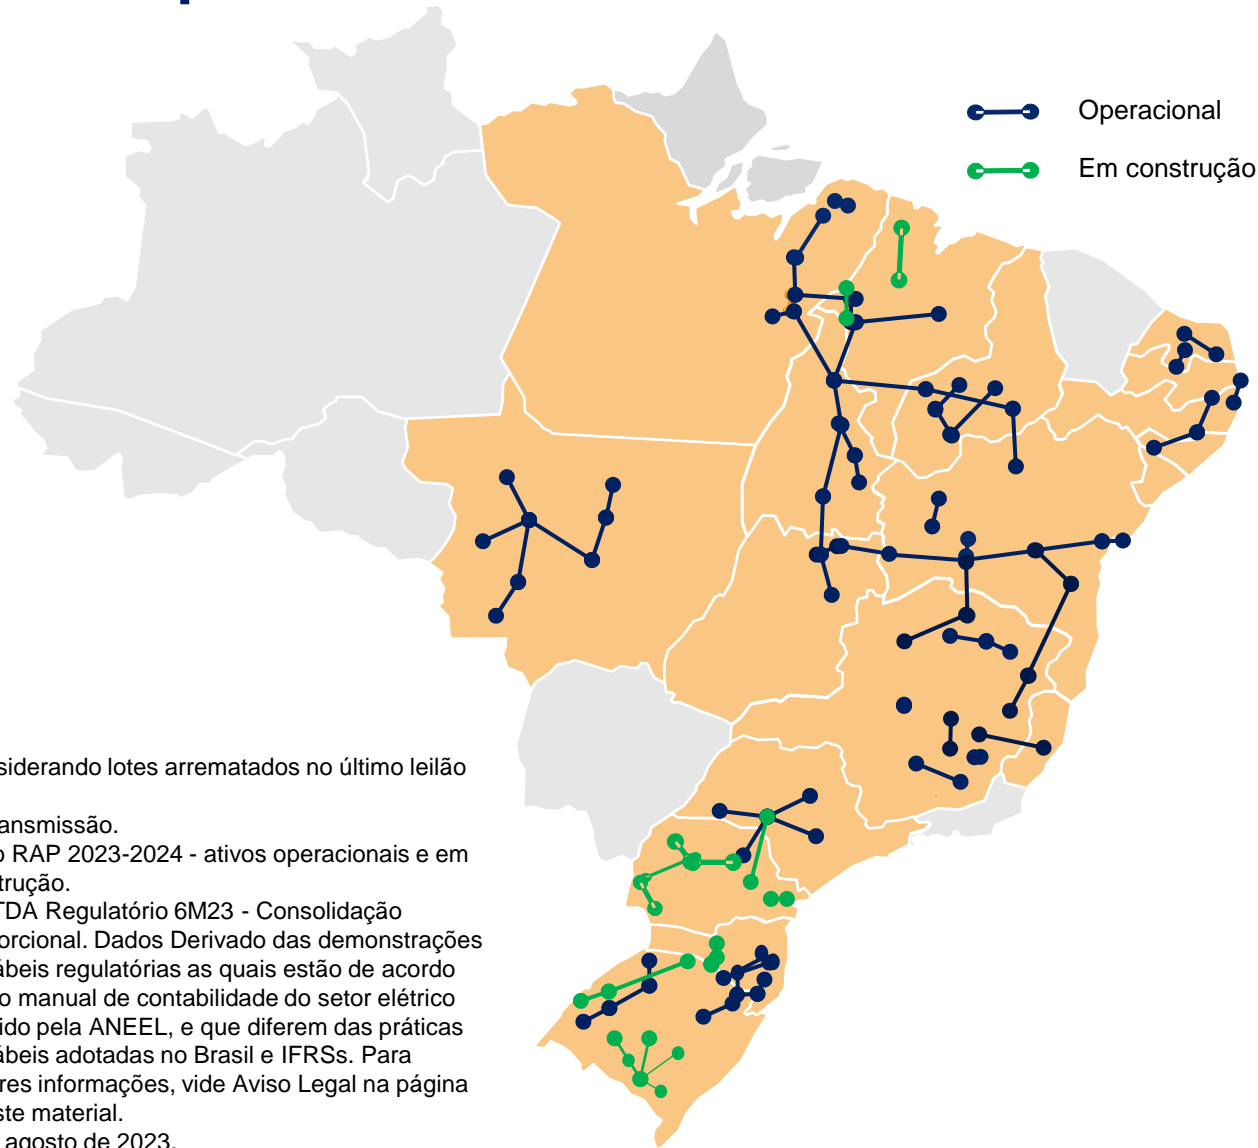 Operacional
Em construção
siderando lotes arrematados no último leilão
ansmissão.
o RAP 2023-2024 - ativos operacionais e em
trução.
TDA Regulatório 6M23 - Consolidação
orcional. Dados Derivado das demonstrações
ábeis regulatórias as quais estão de acordo
o manual de contabilidade do setor elétrico
ido pela ANEEL, e que diferem das práticas
ábeis adotadas no Brasil e IFRSs. Para
res informações, vide Aviso Legal na página
ste material.
agosto de 2023.